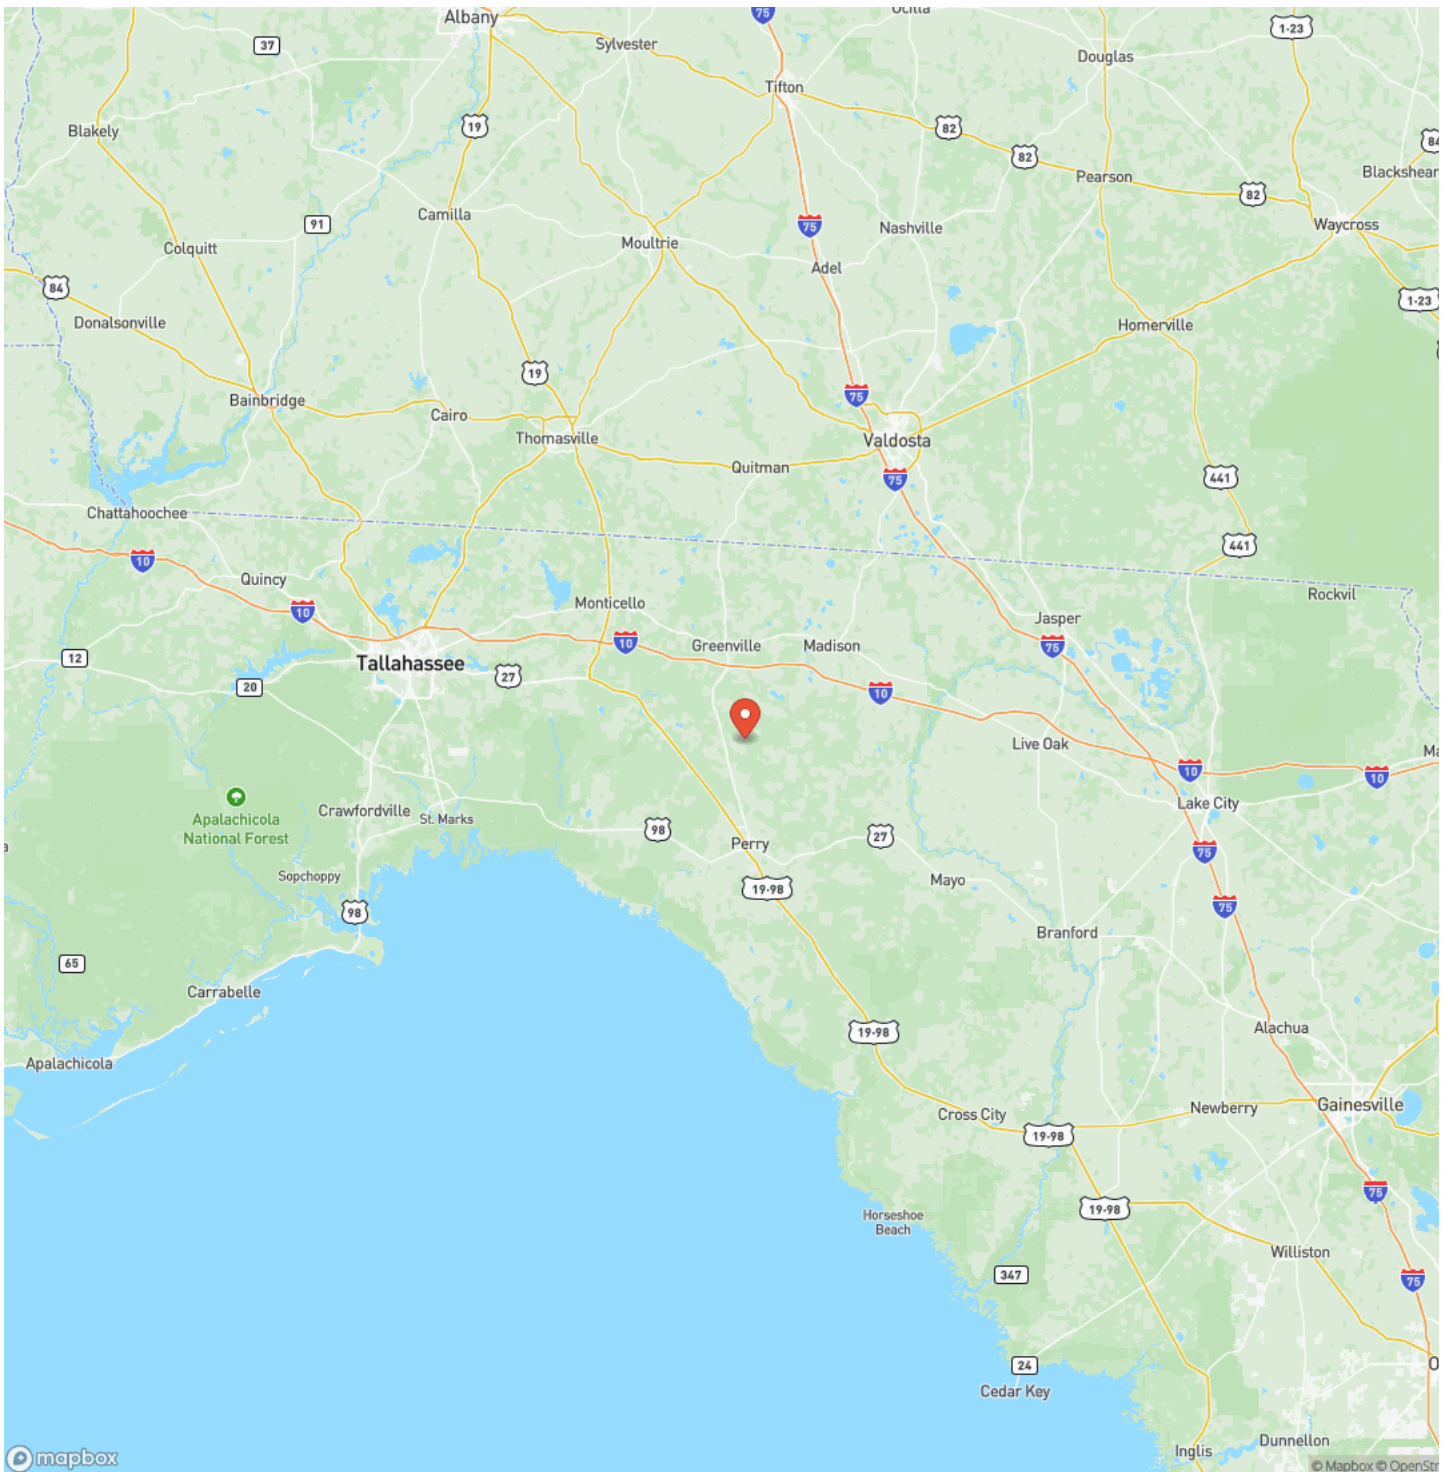 Albany
Ocilla
75
1-23
37
Sylvester
Douglas
Tifton
19
82
84
Blakely
82
Pearson
Blackshear
82
Camilla
91
75
Nashville
Waycross
Moultrie
Colquitt
Adel
84
1-23
Donalsonville
Homerville
19
75
Bainbridge
Cairo
Thomasville
Valdosta
Quitman
75
441
Chattahoochee
441
10
Quincy
Rockvil
Monticello
10
Jasper
10
Greenville
Madison
75
12
Tallahassee
27
20
10
Live Oak
Ma
10
10
Apalachicola
National Forest
Crawfordville
St. Marks
Lake City
98
27
Perry
a
75
Sopchoppy
19-98
Mayo
98
75
Branford
65
Carrabelle
19-98
Alachua
Apalachicola
Cross City
Newberry
Gainesville
19-98
75
19-98
Horseshoe
Beach
Williston
347
75
24
O
Cedar Key
Dunnellon
Inglis
mapbox
© Mapbox © OpenStr